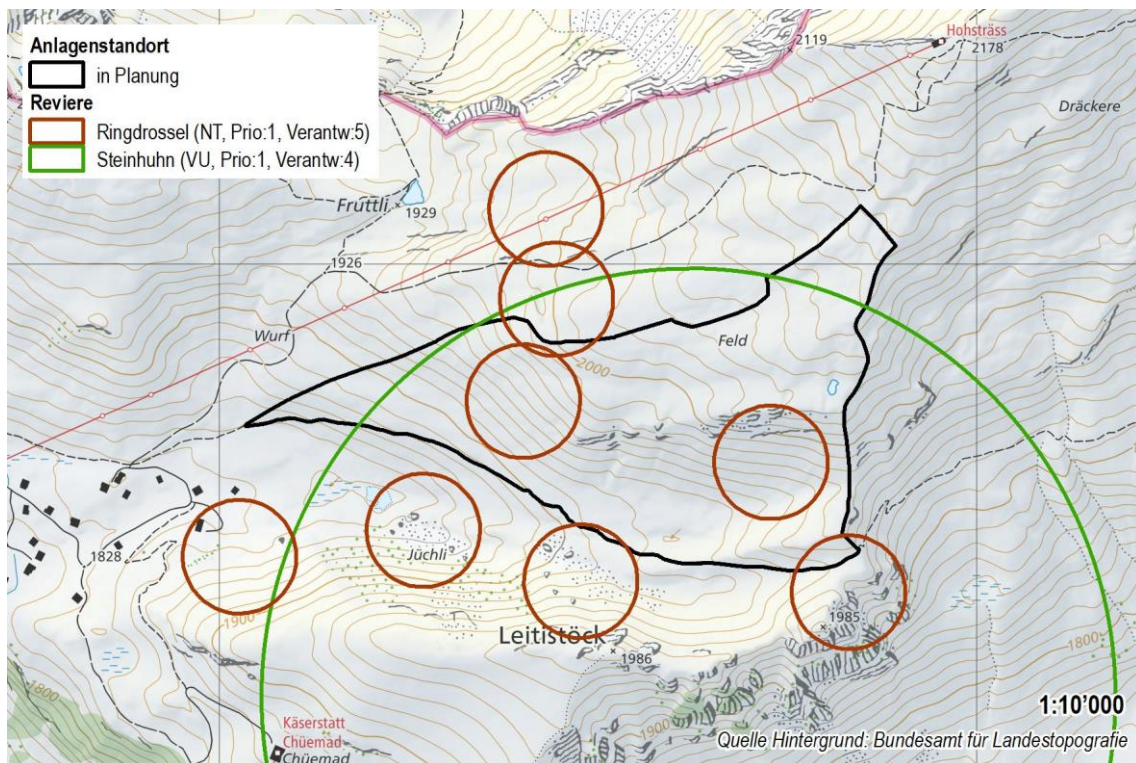 Anlagenstandort
in Planung
Reviere
Ringdrossel (NT, Prio:1, Verantw:5)
Steinhuhn (VU, Prio:1, Verantw:4)
2119
Hohsträss
2178
Dräckere
Fruttli
1929
1926
Wurf
Feld
2000
1828
Jüchli
1900
Leitistöck
1985
1986
1800
1800
1900
Käserstatt
Chüemad
Chüemad
1:10'000
Quelle Hintergrund: Bundesamt für Landestopografie